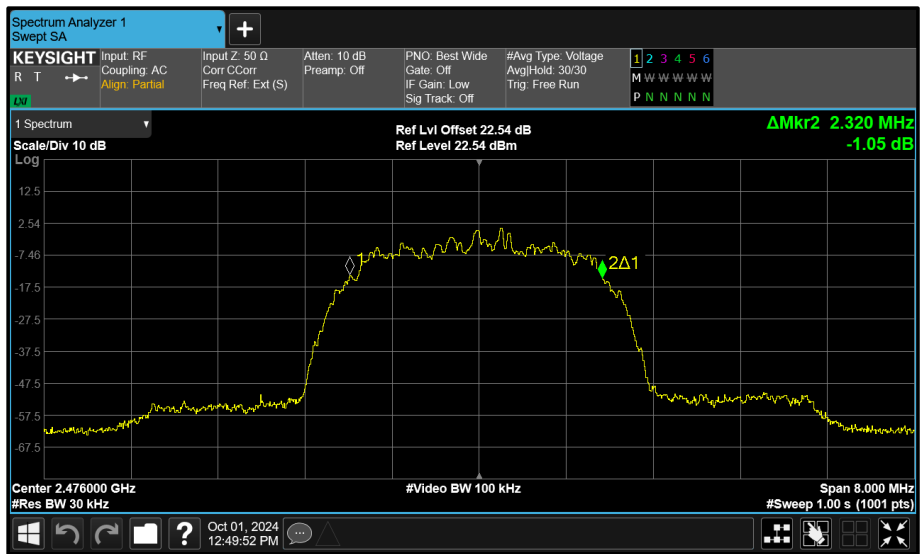 Spectrum Analyzer 1
Swept SA
KEYSIGHT
R T
LXI
Input: RF
Coupling: AC
Align: Partial
Input Z: 50 Ω
Corr CCorr
Freq Ref: Ext (S)
Atten: 10 dB
Preamp: Off
PNO: Best Wide
Gate: Off
IF Gain: Low
Sig Track: Off
#Avg Type: Voltage
Avg|Hold: 30/30
Trig: Free Run
1 2 3 4 5 6
M W W W W W
P N N N N N
1 Spectrum
Scale/Div 10 dB
Ref Lvl Offset 22.54 dB
Ref Level 22.54 dBm
ΔMkr2 2.320 MHz
-1.05 dB
Log
12.5
2.54
-7.46
-17.5
-27.5
-37.5
-47.5
-57.5
-67.5
1
2Δ1
Center 2.476000 GHz
#Video BW 100 kHz
Span 8.000 MHz
#Res BW 30 kHz
#Sweep 1.00 s (1001 pts)
?
Oct 01, 2024
12:49:52 PM